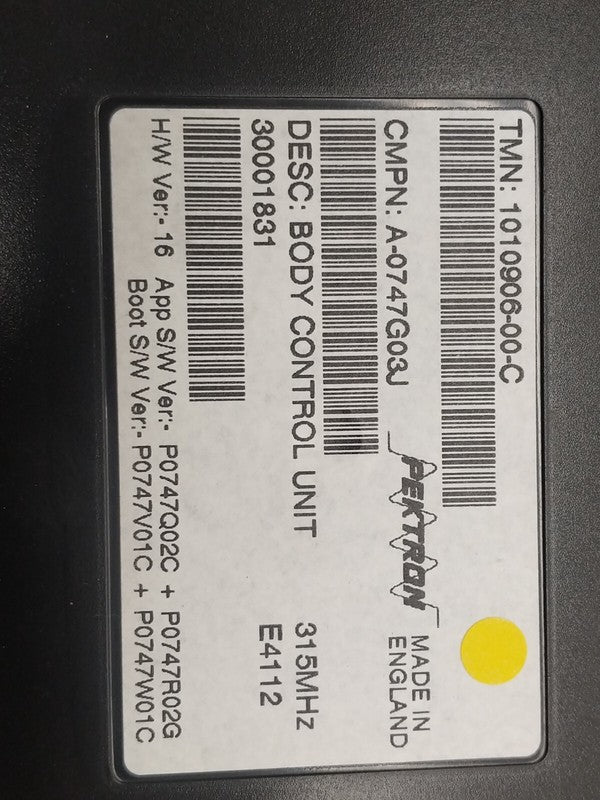 TMN: 1010906-00-C
CMPN: A-0747G03J
PEKTRON
MADE IN
ENGLAND
DESC: BODY CONTROL UNIT 315MHz
30001831 E4112
H/W Ver:- 16 App S/W Ver:- P0747Q02C + P0747R02G
Boot S/W Ver:- P0747V01C + P0747W01C